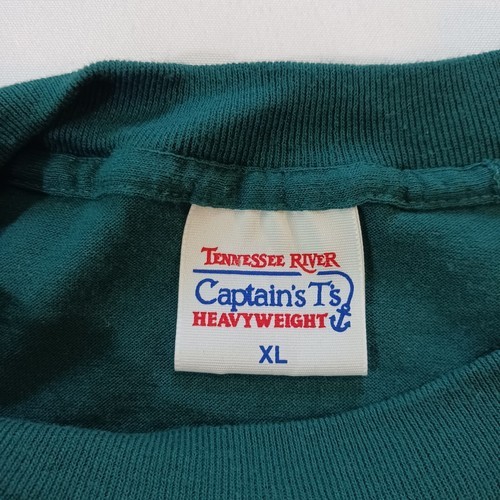 TENNESSEE RIVER
Captain's T's
HEAVYWEIGHT
XL